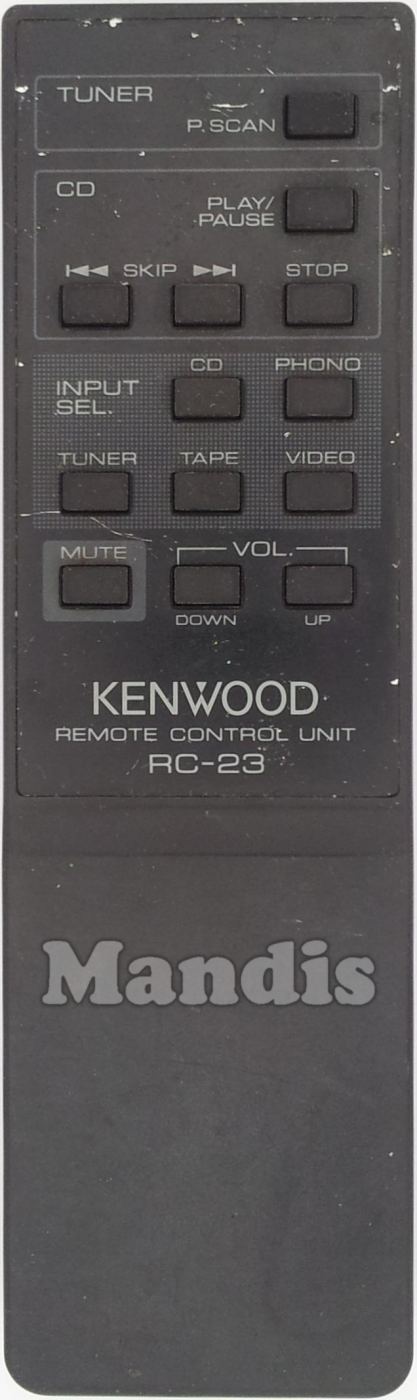 TUNER
P.SCAN
CD
PLAY/
PAUSE
SKIP
STOP
CD PHONO
INPUT
SEL.
TUNER TAPE VIDEO
MUTE VOL.
DOWN UP
KENWOOD
REMOTE CONTROL UNIT
RC-23
Mandis